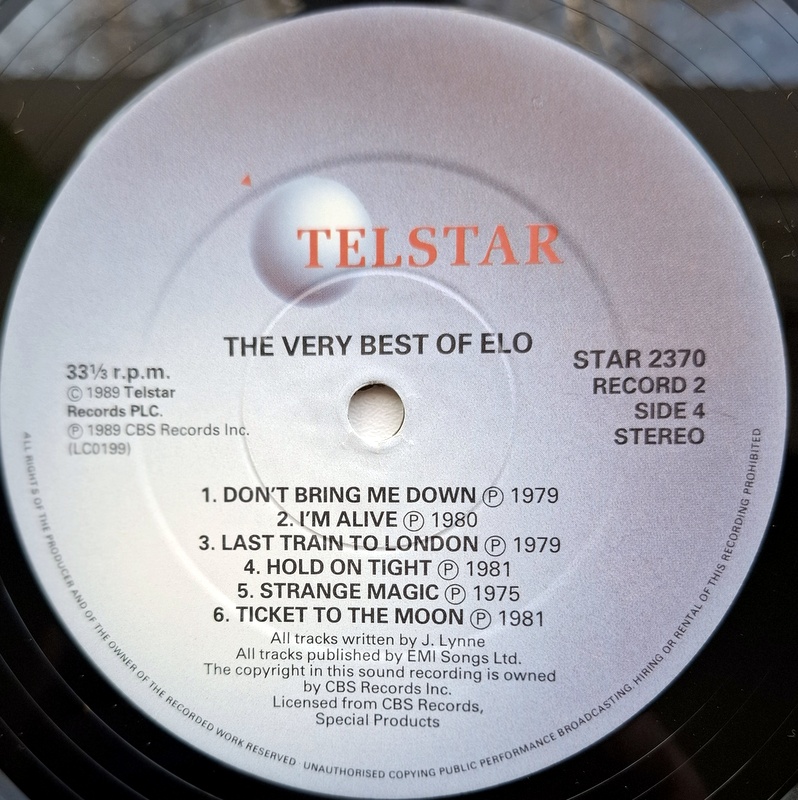 TELSTAR
THE VERY BEST OF ELO
33⅓ r.p.m.
© 1989 Telstar
Records PLC.
℗ 1989 CBS Records Inc.
(LC0199)
STAR 2370
RECORD 2
SIDE 4
STEREO
1. DON'T BRING ME DOWN ℗ 1979
2. I'M ALIVE ℗ 1980
3. LAST TRAIN TO LONDON ℗ 1979
4. HOLD ON TIGHT ℗ 1981
5. STRANGE MAGIC ℗ 1975
6. TICKET TO THE MOON ℗ 1981
All tracks written by J. Lynne
All tracks published by EMI Songs Ltd.
The copyright in this sound recording is owned
by CBS Records Inc.
Licensed from CBS Records,
Special Products
ALL RIGHTS OF THE PRODUCER AND OF THE OWNER OF THE RECORDED WORK RESERVED UNAUTHORISED COPYING PUBLIC PERFORMANCE BROADCASTING. HIRING OR RENTAL OF THIS RECORDING PROHIBITED